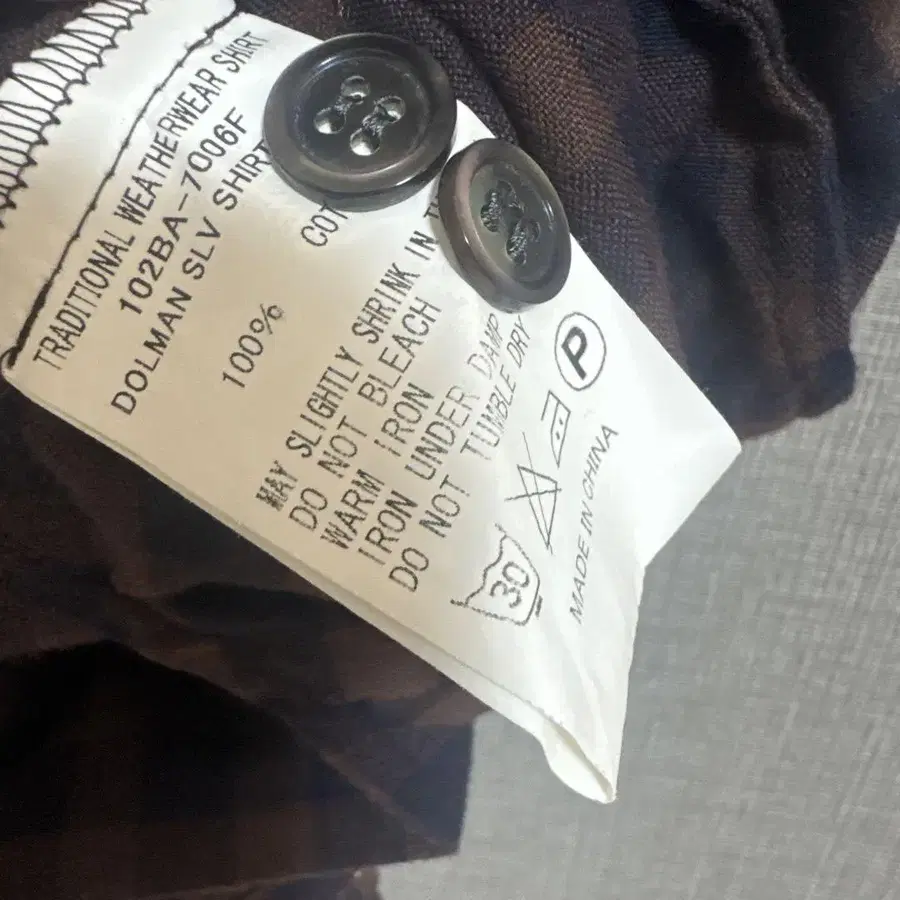 TRADITIONAL WEATHERWEAR SHIRT
102BA-7006F
DOLMAN SLV SHIRT
100% COT
MAY SLIGHTLY SHRINK IN
DO NOT BLEACH
WARM IRON
IRON UNDER DAMP
DO NOT TUMBLE DRY
30
P
MADE IN CHINA